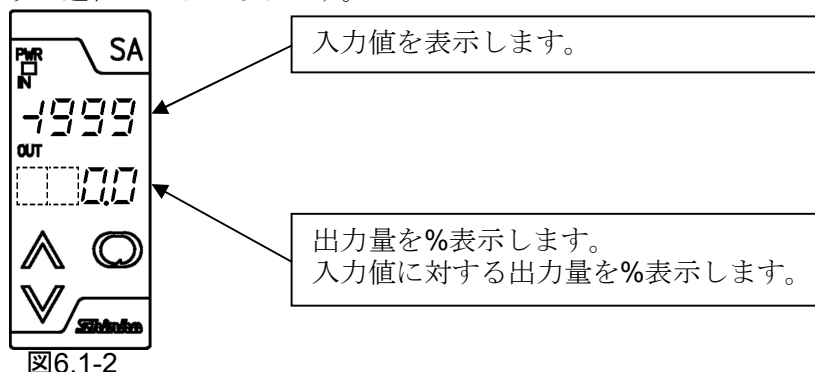 SA
入力値を表示します。
PWR
IN
-1999
OUT
0.0
出力量を%表示します。
入力値に対する出力量を%表示します。
Shinko
図6.1-2